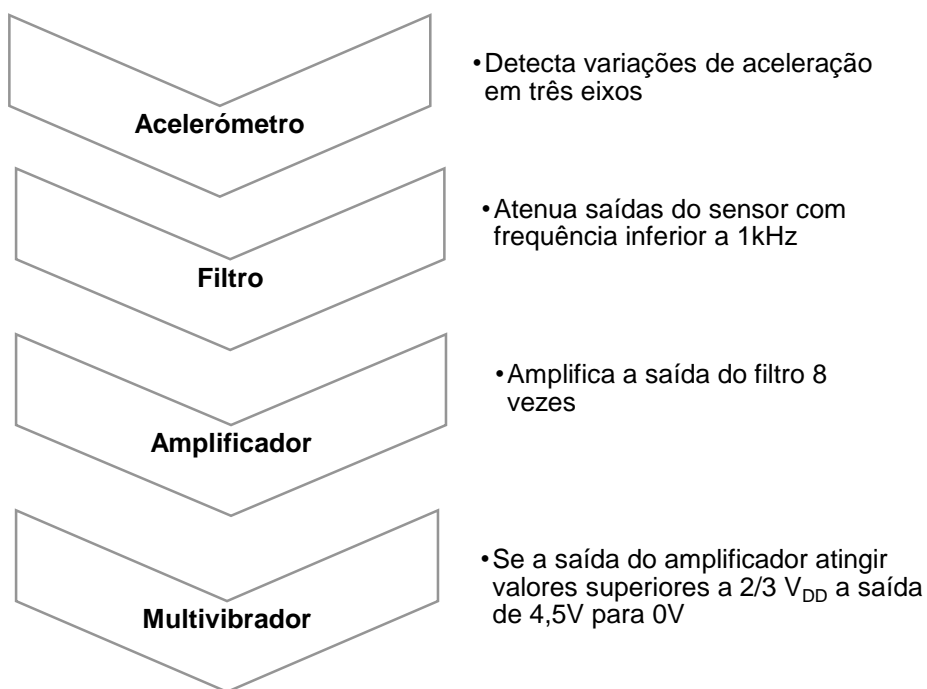 •Detecta variações de aceleração
em três eixos
Acelerómetro
•Atenua saídas do sensor com
frequência inferior a 1kHz
Filtro
•Amplifica a saída do filtro 8
vezes
Amplificador
•Se a saída do amplificador atingir
valores superiores a 2/3 V_DD a saída
de 4,5V para 0V
Multivibrador